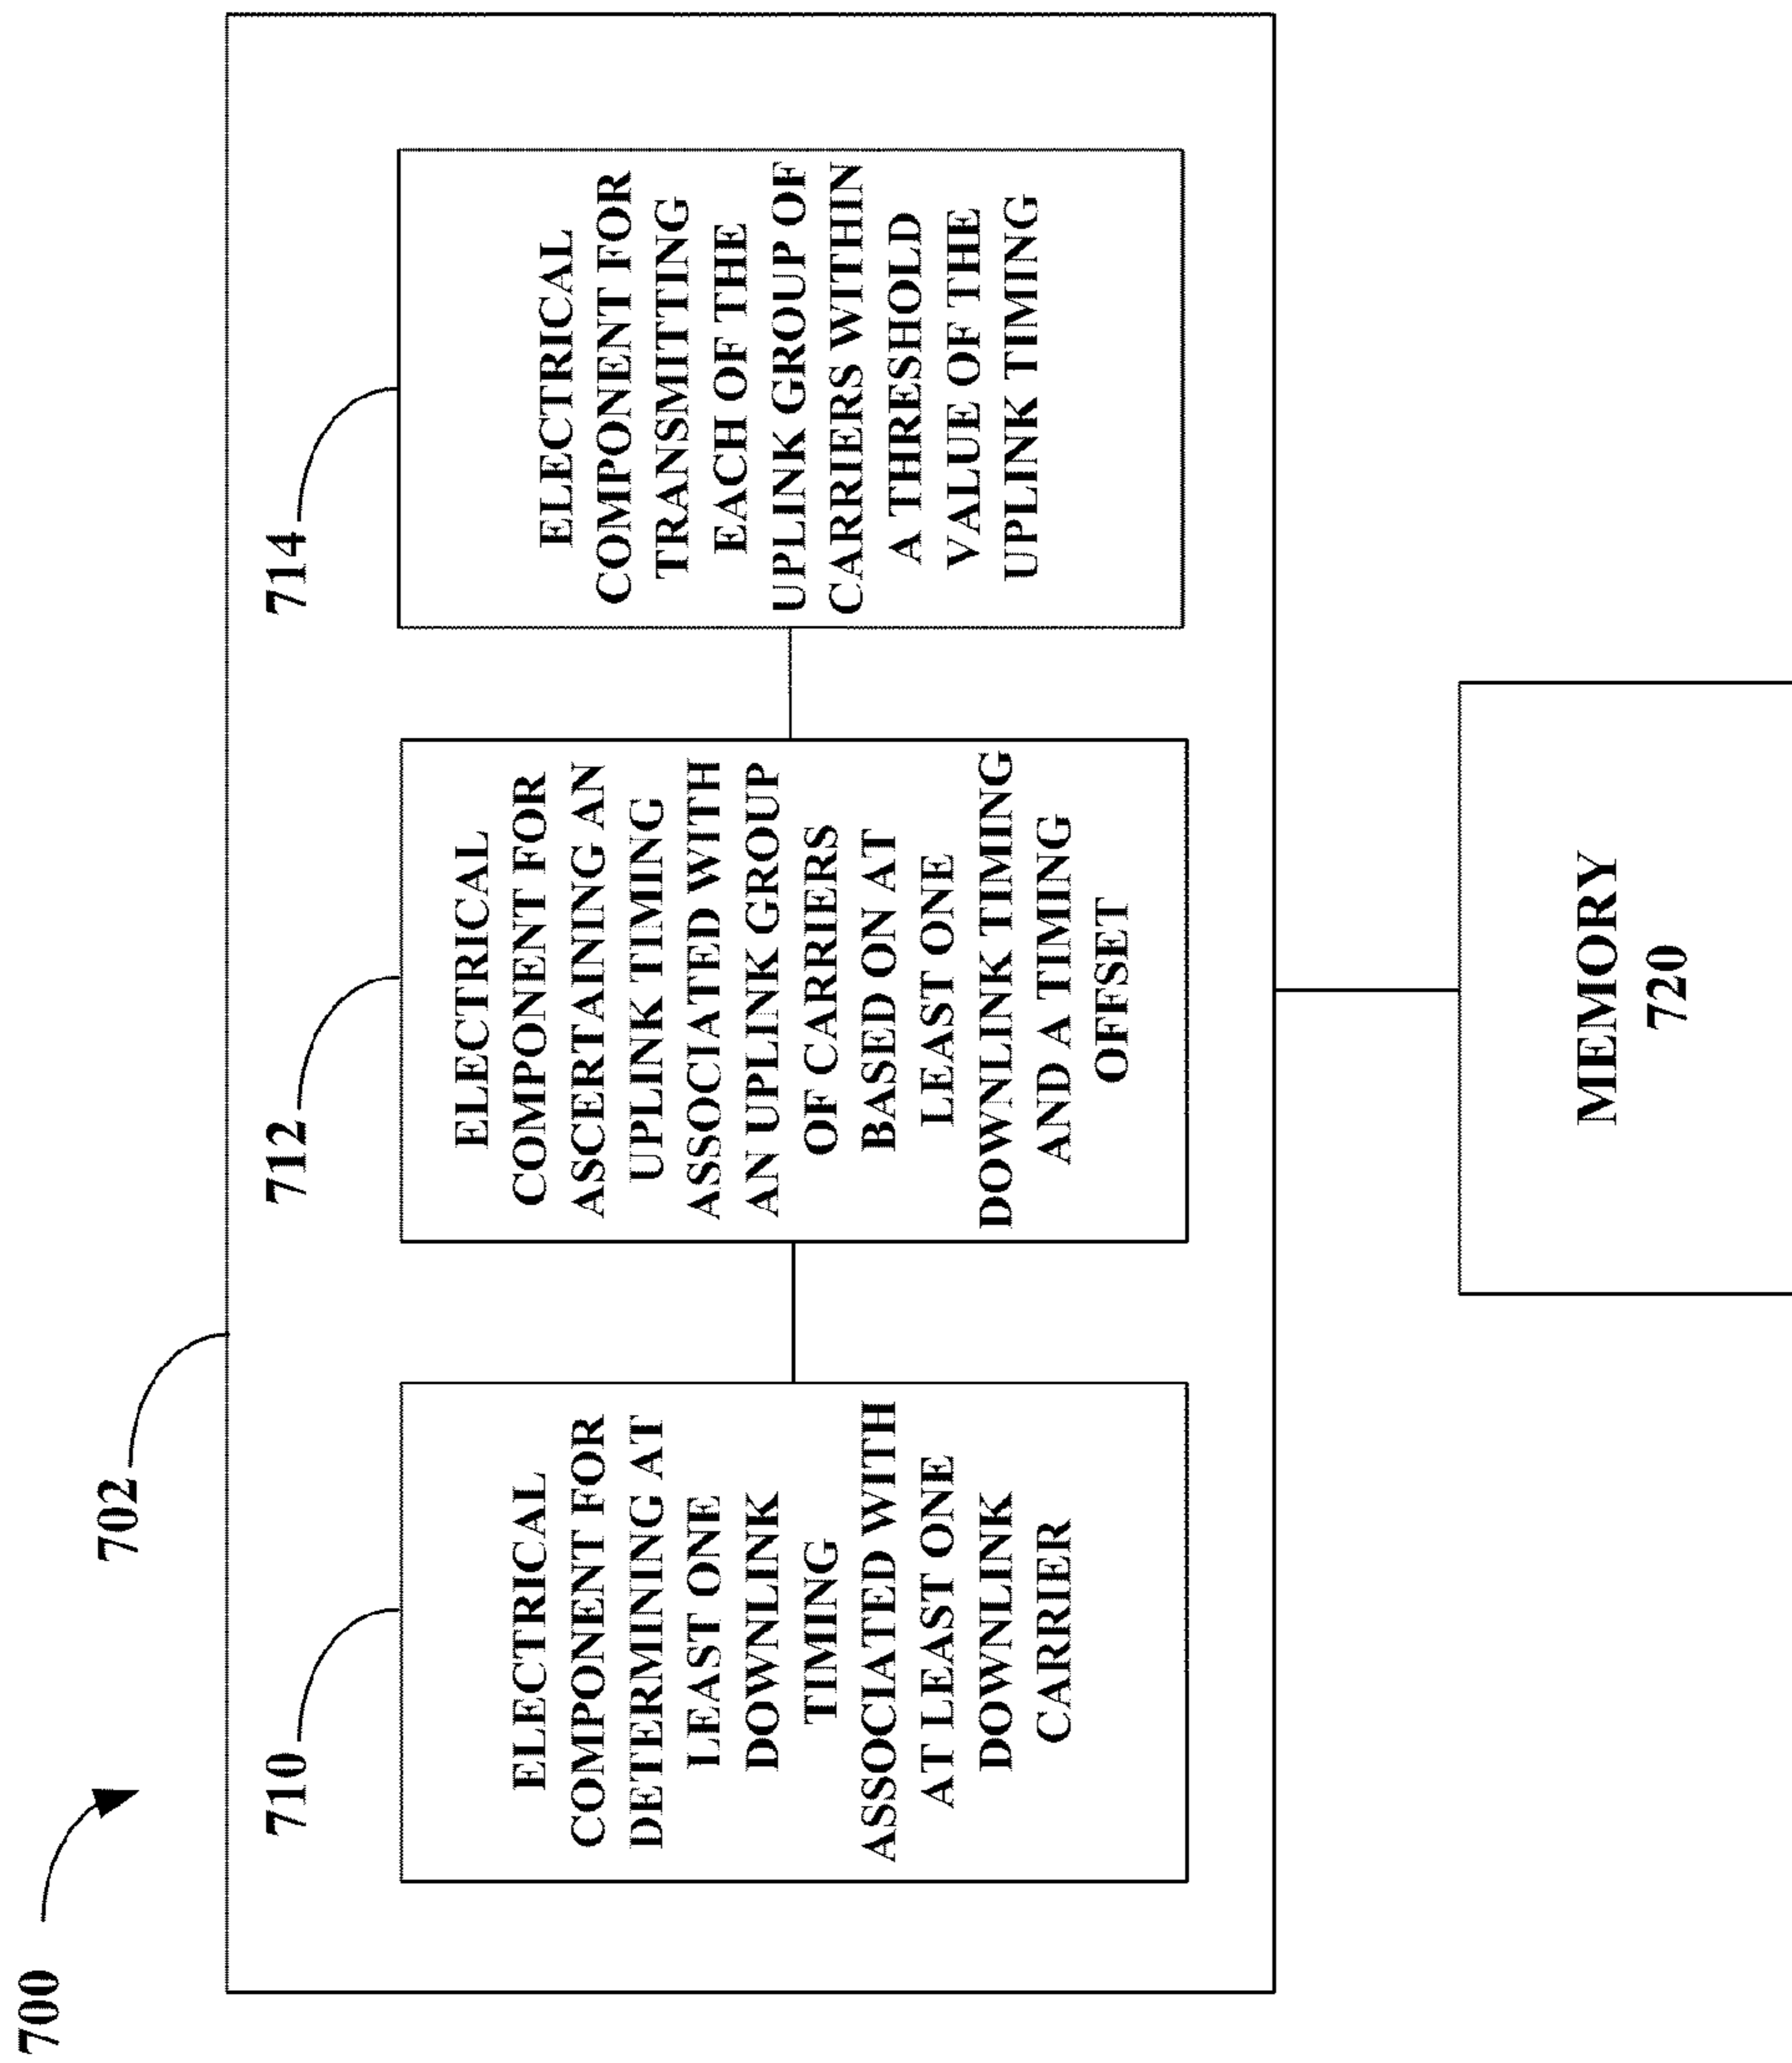 700
702
710
ELECTRICAL
COMPONENT FOR
DETERMINING AT
LEAST ONE
DOWNLINK
TIMING
ASSOCIATED WITH
AT LEAST ONE
DOWNLINK
CARRIER
712
ELECTRICAL
COMPONENT FOR
ASCERTAINING AN
UPLINK TIMING
ASSOCIATED WITH
AN UPLINK GROUP
OF CARRIERS
BASED ON AT
LEAST ONE
DOWNLINK TIMING
AND A TIMING
OFFSET
714
ELECTRICAL
COMPONENT FOR
TRANSMITTING
EACH OF THE
UPLINK GROUP OF
CARRIERS WITHIN
A THRESHOLD
VALUE OF THE
UPLINK TIMING
MEMORY
720